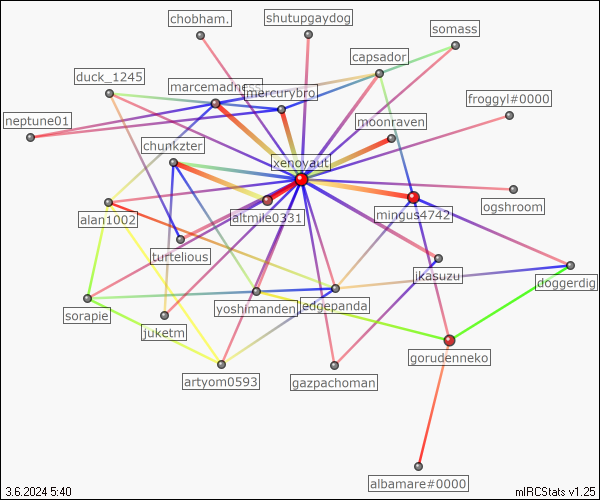 chobham.
shutupgaydog
somass
capsador
duck_1245
marcemadness
mercurybro
froggyl#0000
neptune01
moonraven
chunkzter
xenoyaut
ogshroom
alan1002
altmile0331
mingus4742
turtelious
ikasuzu
doggerdig
sorapie
yoshimanden
edgepanda
juketm
gorudenneko
artyom0593
gazpachoman
albamare#0000
3.6.2024 5:40
mIRCStats v1.25